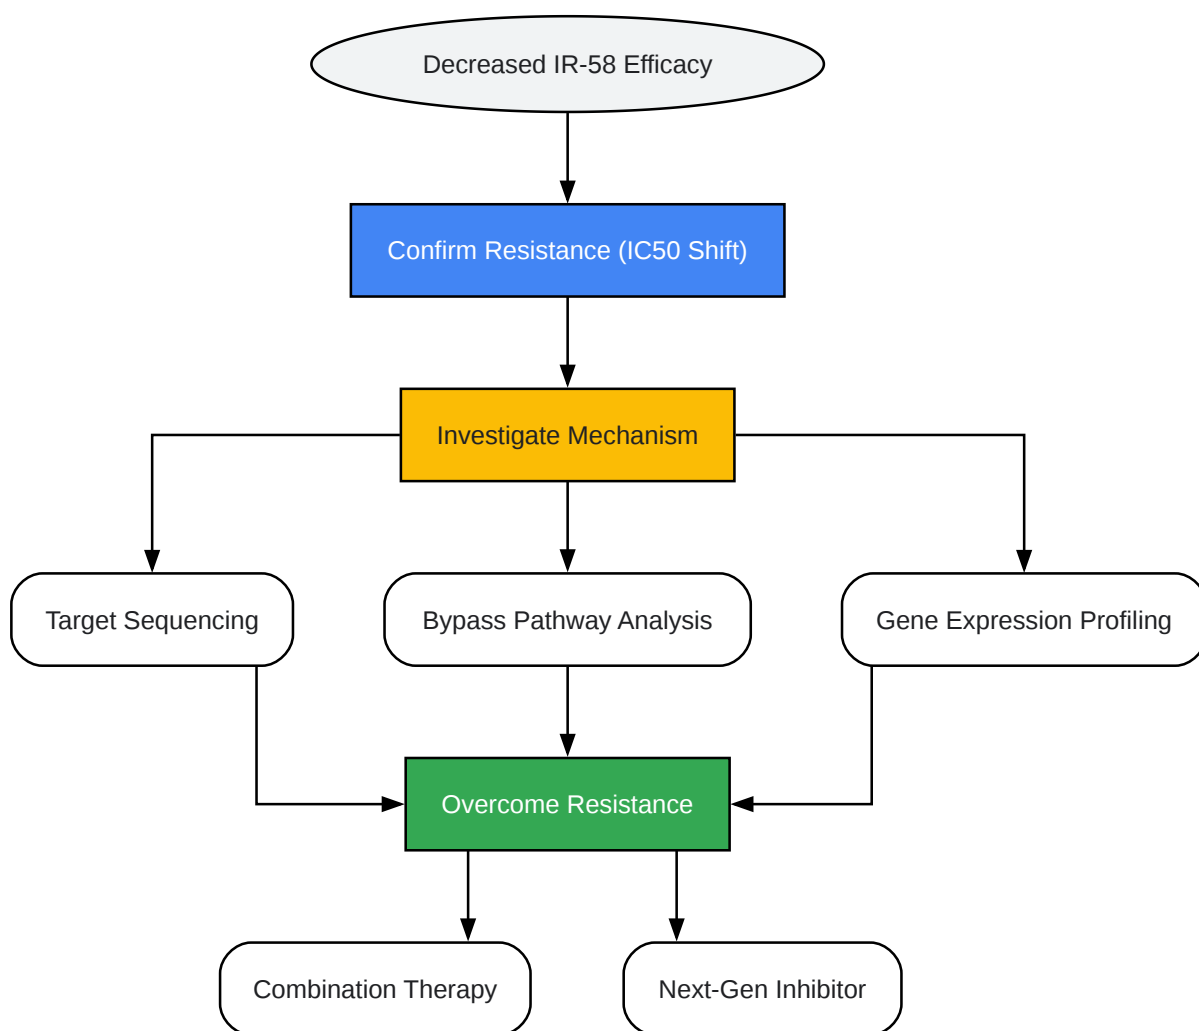 Decreased IR-58 Efficacy
Confirm Resistance (IC50 Shift)
Investigate Mechanism
Target Sequencing
Bypass Pathway Analysis
Gene Expression Profiling
Overcome Resistance
Combination Therapy
Next-Gen Inhibitor